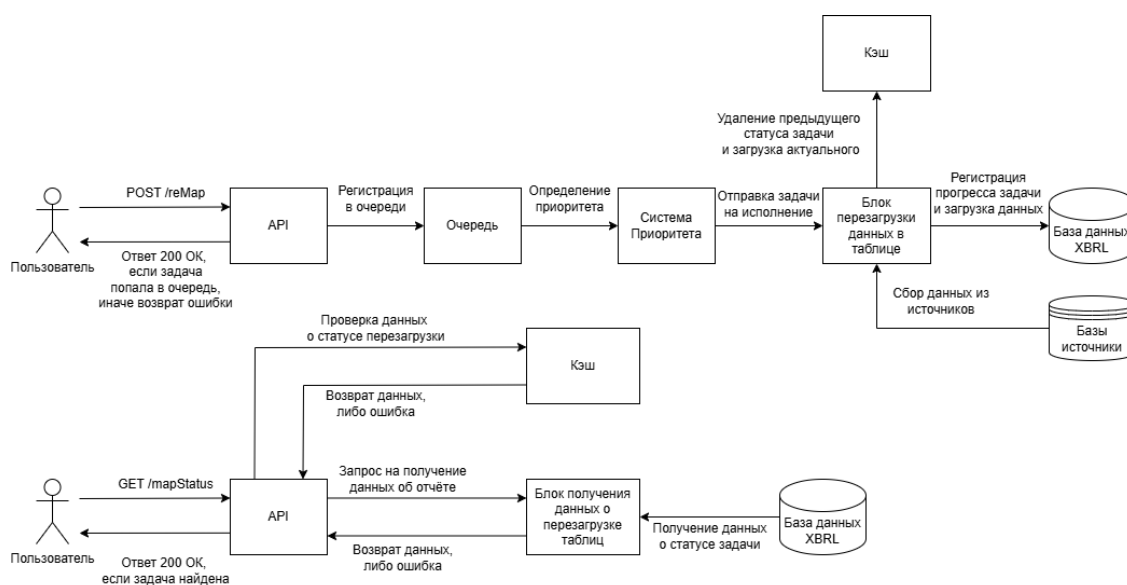 Кэш
Удаление предыдущего
статуса задачи
и загрузка актуального
POST /reMap
Ответ 200 ОК,
если задача
попала в очередь,
иначе возврат ошибки
Пользователь
API
Регистрация
в очереди
Очередь
Определение
приоритета
Система
Приоритета
Отправка задачи
на исполнение
Блок
перезагрузки
данных в
таблице
Регистрация
прогресса задачи
и загрузка данных
База данных
XBRL
Сбор данных из
источников
Базы
источники
Проверка данных
о статусе перезагрузки
Кэш
Возврат данных,
либо ошибка
GET /mapStatus
Ответ 200 ОК,
если задача найдена
Пользователь
API
Запрос на получение
данных об отчёте
Возврат данных,
либо ошибка
Блок получения
данных о
перезагрузке
таблиц
Получение данных
о статусе задачи
База данных
XBRL